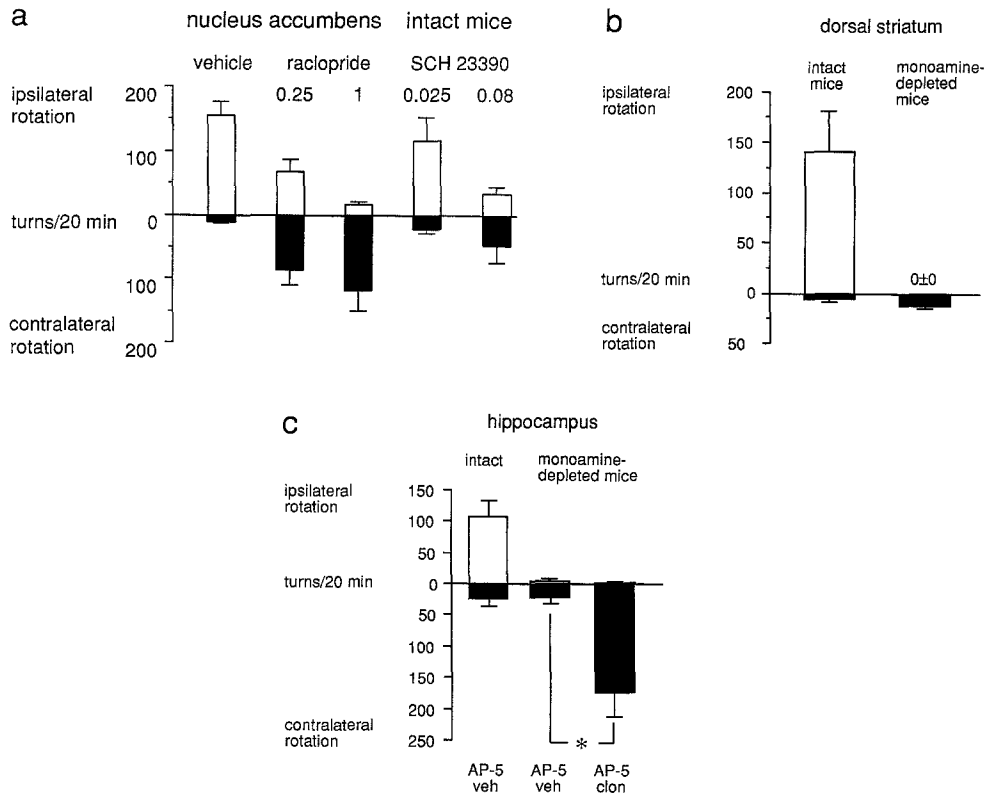 a
nucleus accumbens intact mice
vehicle raclopride SCH 23390
0.25 1 0.025 0.08
ipsilateral
rotation
200
100
turns/20 min 0
100
contralateral
rotation
200
b
dorsal striatum
intact
mice
monoamine-
depleted
mice
ipsilateral
rotation
200
150
100
50
turns/20 min
0
0±0
contralateral
rotation
50
c
hippocampus
intact
monoamine-
depleted mice
ipsilateral
rotation
150
100
50
turns/20 min 0
50
100
150
200
contralateral
rotation
250
*
AP-5
veh
AP-5
veh
AP-5
clon